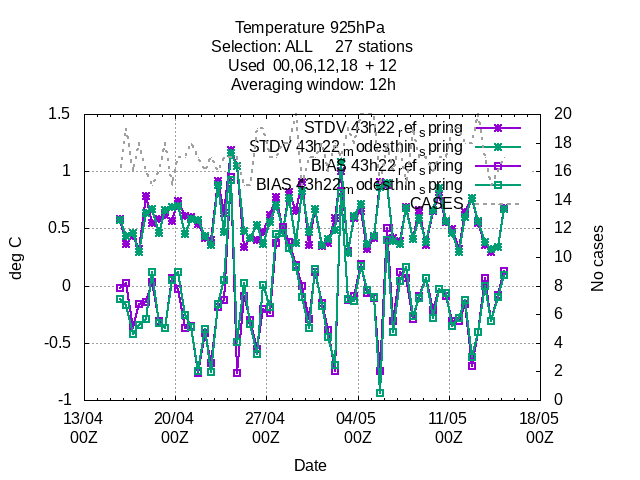 Temperature 925hPa
Selection: ALL 27 stations
Used 00,06,12,18 + 12
Averaging window: 12h
1.5
1
0.5
0
-0.5
-1
deg C
20
18
16
14
12
10
8
6
4
2
0
No cases
STDV 43h22_ref_spring
STDV 43h22_modesthin_spring
BIAS 43h22_ref_spring
BIAS 43h22_modesthin_spring
CASES
13/04 20/04 27/04 04/05 11/05 18/05
00Z 00Z 00Z 00Z 00Z 00Z
Date